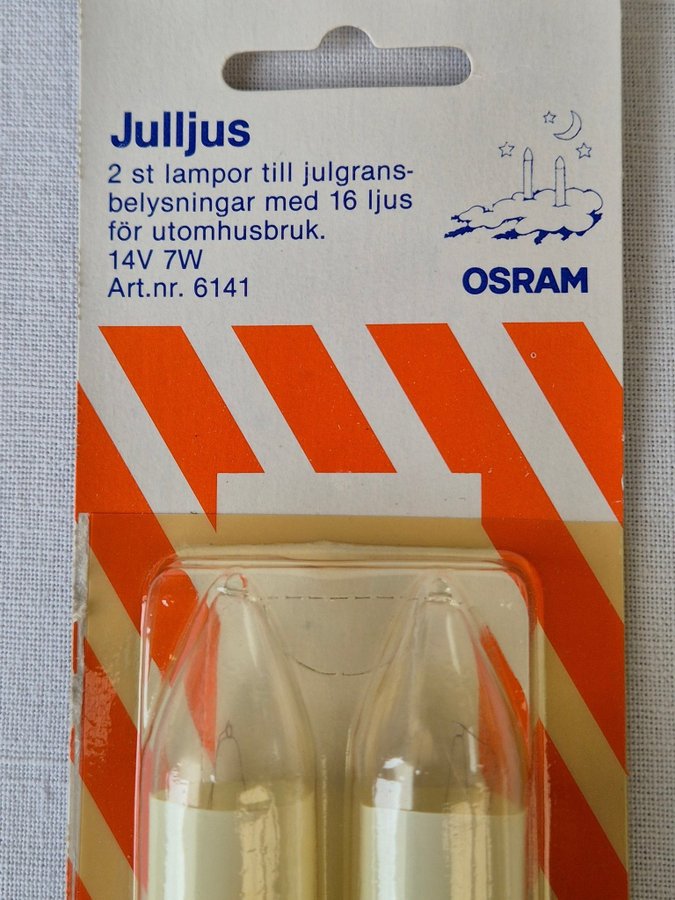 Julljus
2 st lampor till julgrans-
belysningar med 16 ljus
för utomhusbruk.
14V 7W
Art.nr. 6141
OSRAM